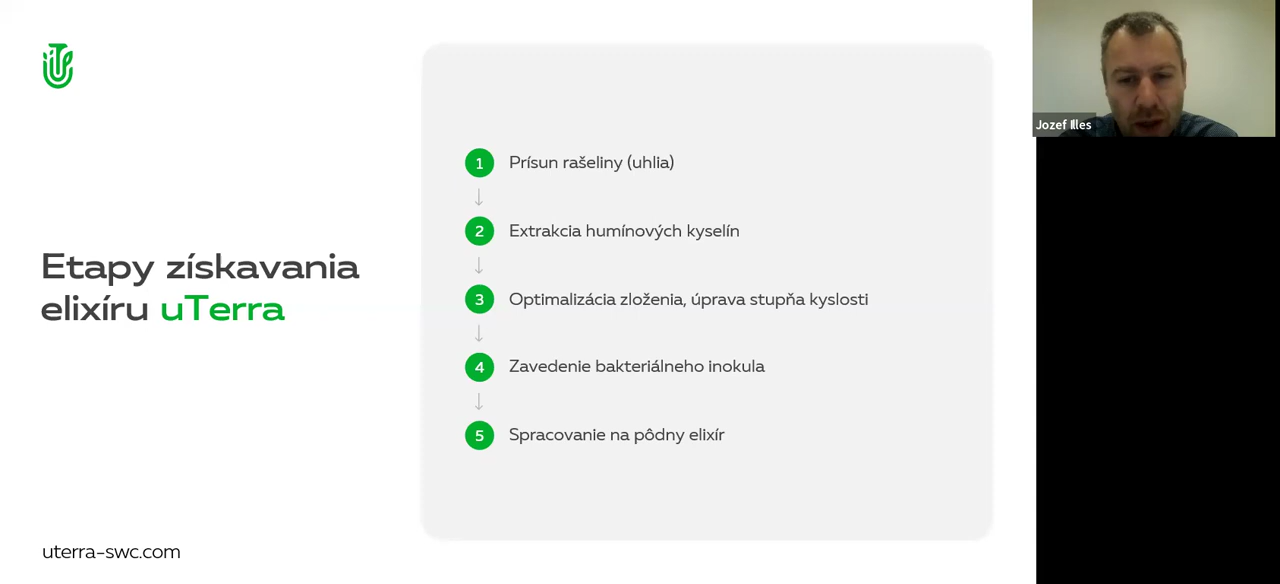 Etapy získavania
elixíru uTerra
1 Prísun rašeliny (uhlia)
2 Extrakcia humínových kyselín
3 Optimalizácia zloženia, úprava stupňa kyslosti
4 Zavedenie bakteriálneho inokula
5 Spracovanie na pôdny elixír
uterra-swc.com
Jozef Illes